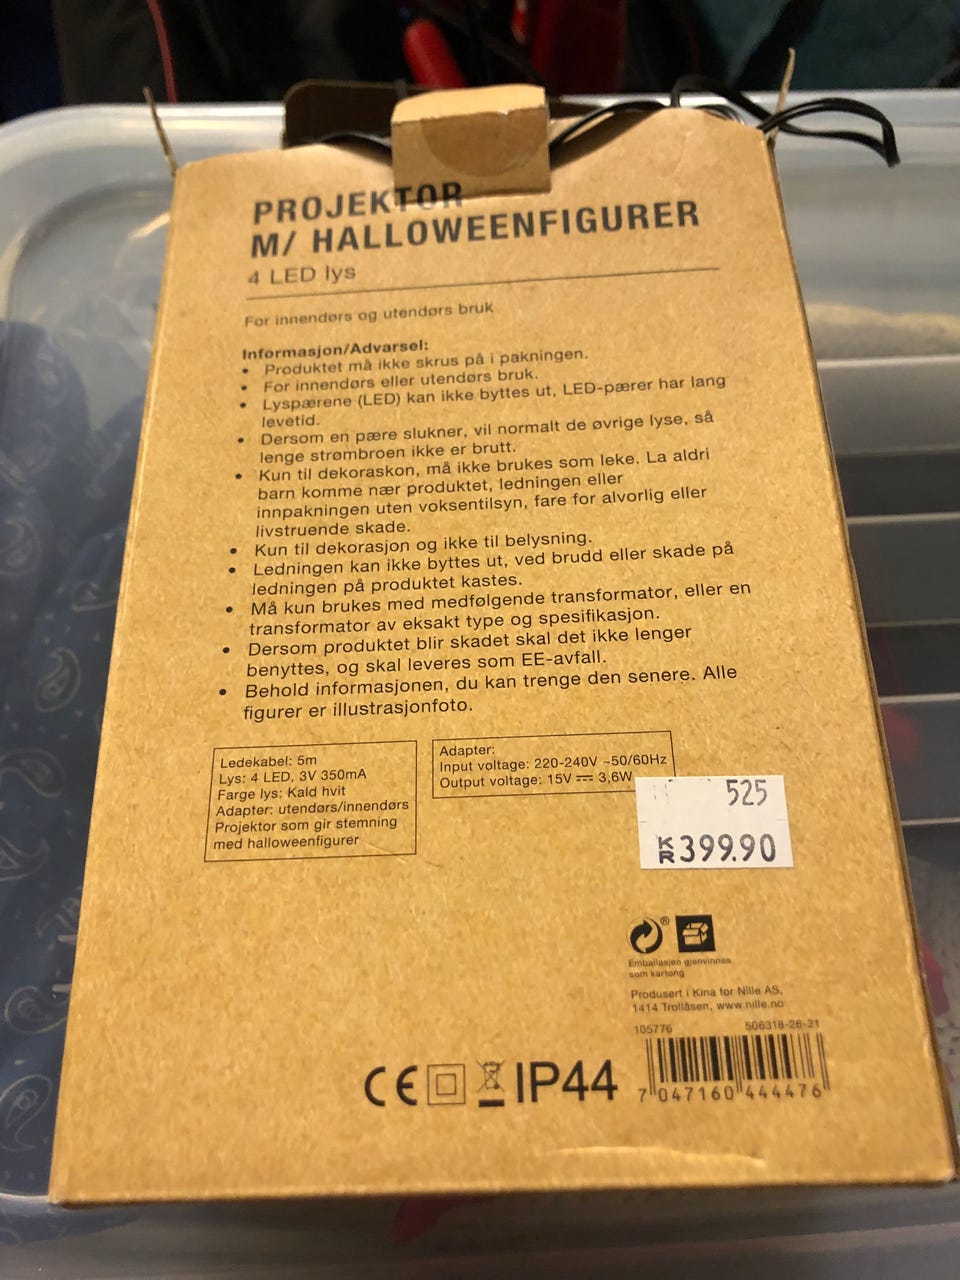 PROJEKTOR
M/ HALLOWEENFIGURER
4 LED lys
For innendørs og utendørs bruk
Informasjon/Advarsel:
• Produktet må ikke skrus på i pakningen.
• For innendørs eller utendørs bruk.
• Lyspærene (LED) kan ikke byttes ut, LED-pærer har lang
levetid.
• Dersom en pære slukner, vil normalt de øvrige lyse, så
lenge strømbroen ikke er brutt.
• Kun til dekoraskon, må ikke brukes som leke. La aldri
barn komme nær produktet, ledningen eller
innpakningen uten voksentilsyn, fare for alvorlig eller
livstruende skade.
• Kun til dekorasjon og ikke til belysning.
• Ledningen kan ikke byttes ut, ved brudd eller skade på
ledningen på produktet kastes.
• Må kun brukes med medfølgende transformator, eller en
transformator av eksakt type og spesifikasjon.
• Dersom produktet blir skadet skal det ikke lenger
benyttes, og skal leveres som EE-avfall.
• Behold informasjonen, du kan trenge den senere. Alle
figurer er illustrasjonfoto.
Ledekabel: 5m
Lys: 4 LED, 3V 350mA
Farge lys: Kald hvit
Adapter: utendørs/innendørs
Projektor som gir stemning
med halloweenfigurer
Adapter:
Input voltage: 220-240V ~50/60Hz
Output voltage: 15V ⎓ 3,6W
525
KR 399.90
®
Emballasjen gjenvinnes
som kartong
Produsert i Kina for Nille AS,
1414 Trollåsen, www.nille.no
105776 506318-26-21
CE IP44
7 047160 444476